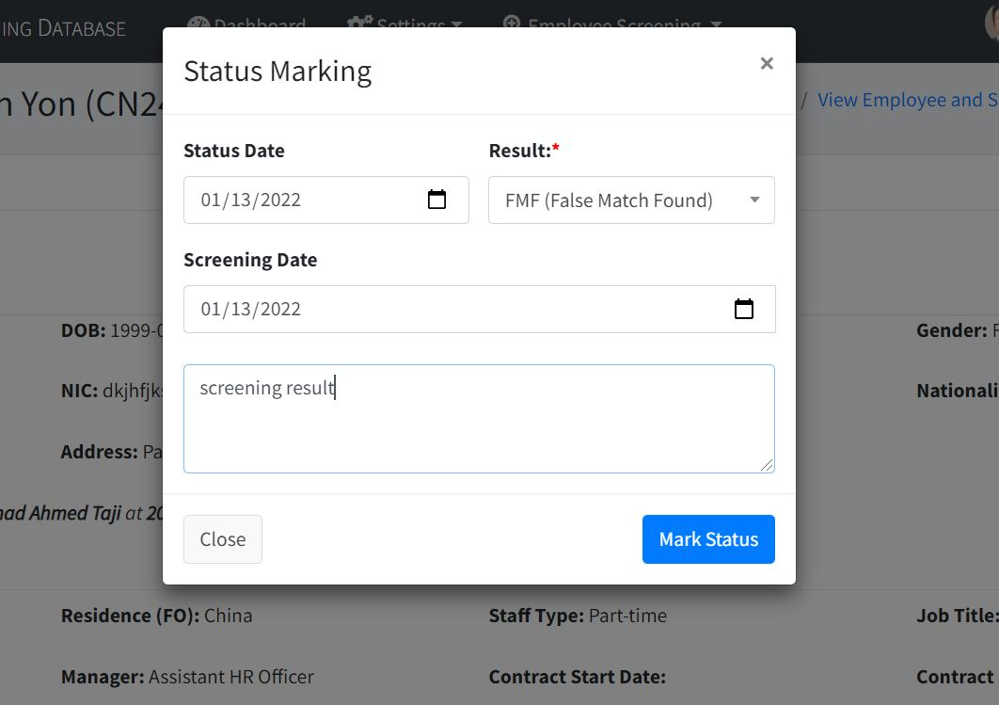 ING DATABASE Dashboard Settings Employee Screening
Status Marking ×
n Yon (CN24 / View Employee and S
Status Date Result:*
01/13/2022 FMF (False Match Found)
Screening Date
01/13/2022
DOB: 1999-0 Gender: F
screening result
NIC: dkjhfjks Nationali
Address: Pa
ad Ahmed Taji at 20
Close Mark Status
Residence (FO): China Staff Type: Part-time Job Title:
Manager: Assistant HR Officer Contract Start Date: Contract